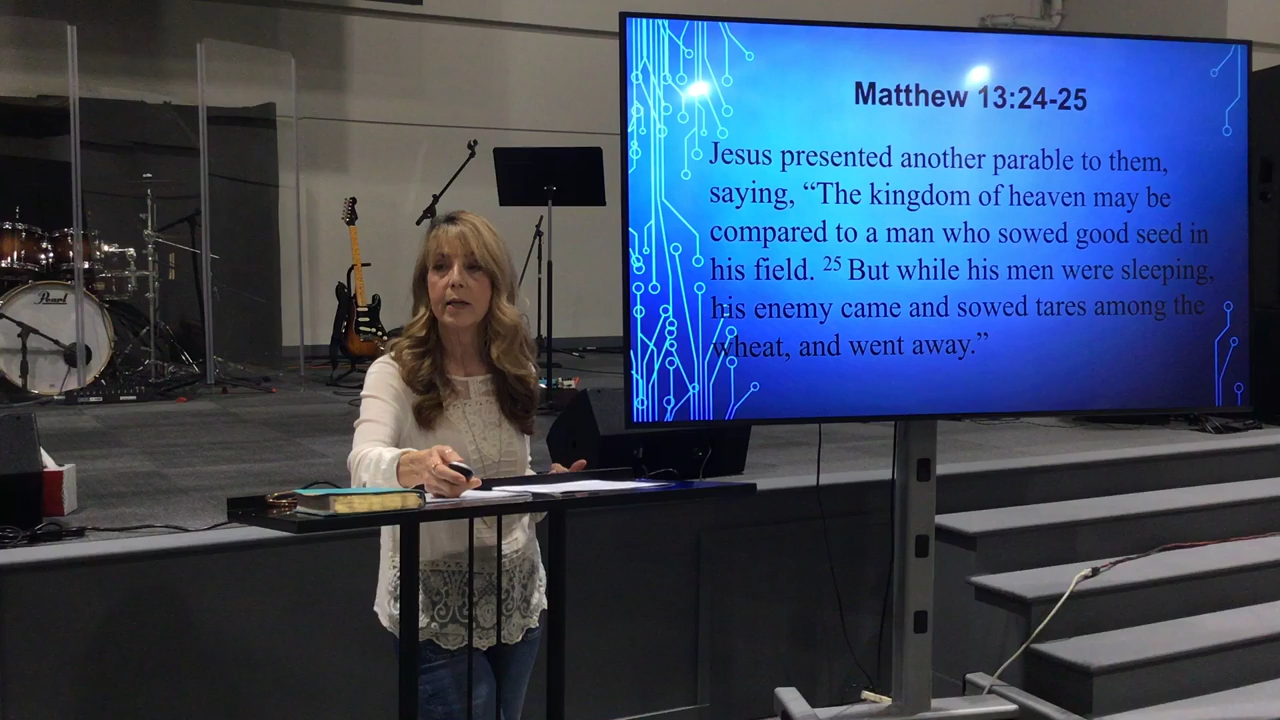 Matthew 13:24-25
Jesus presented another parable to them,
saying, “The kingdom of heaven may be
compared to a man who sowed good seed in
his field. 25 But while his men were sleeping,
his enemy came and sowed tares among the
wheat, and went away.”
Pearl